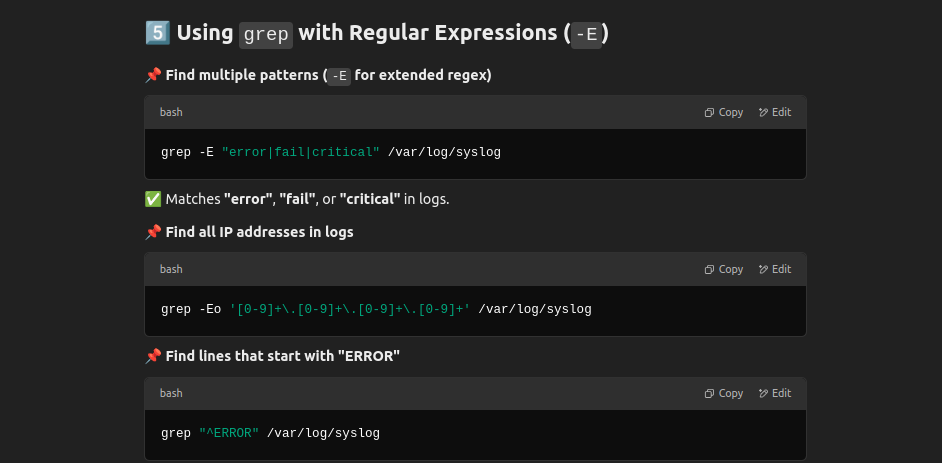 5️⃣ Using grep with Regular Expressions (-E)
📌 Find multiple patterns (-E for extended regex)
bash Copy Edit
grep -E "error|fail|critical" /var/log/syslog
✅ Matches "error", "fail", or "critical" in logs.
📌 Find all IP addresses in logs
bash Copy Edit
grep -Eo '[0-9]+\.[0-9]+\.[0-9]+\.[0-9]+' /var/log/syslog
📌 Find lines that start with "ERROR"
bash Copy Edit
grep "^ERROR" /var/log/syslog